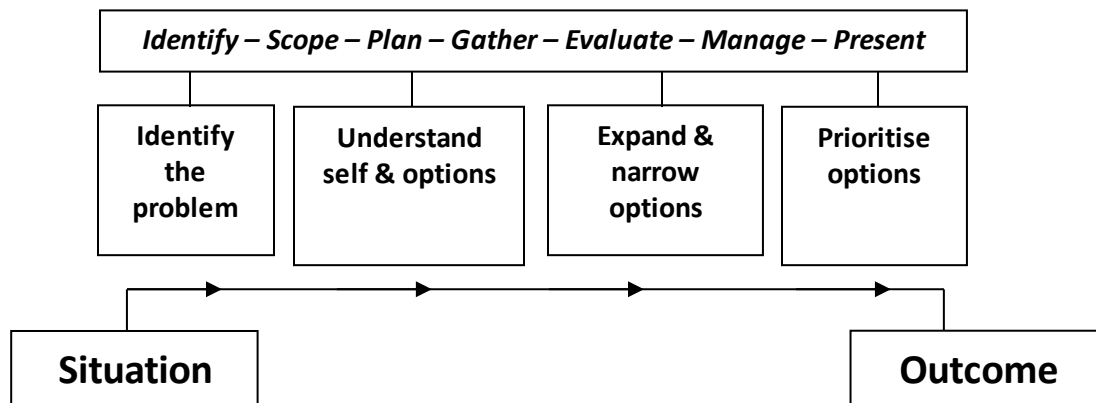 Identify – Scope – Plan – Gather – Evaluate – Manage – Present
Identify
the
problem
Understand
self & options
Expand &
narrow
options
Prioritise
options
Situation
Outcome